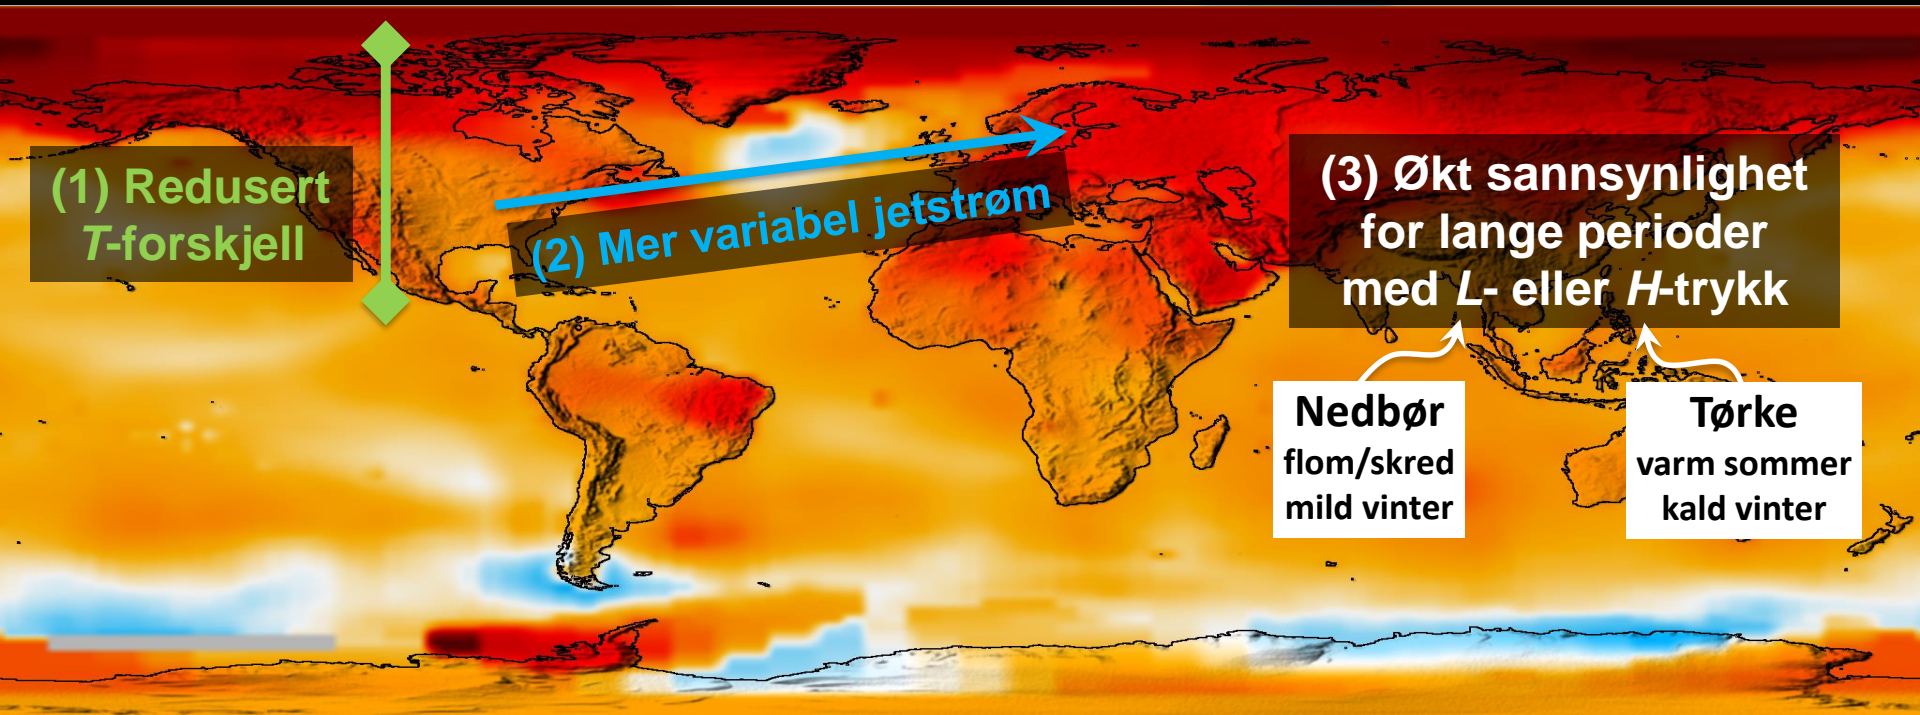 (1) Redusert
T-forskjell
(2) Mer variabel jetstrøm
(3) Økt sannsynlighet
for lange perioder
med L- eller H-trykk
Nedbør
flom/skred
mild vinter
Tørke
varm sommer
kald vinter